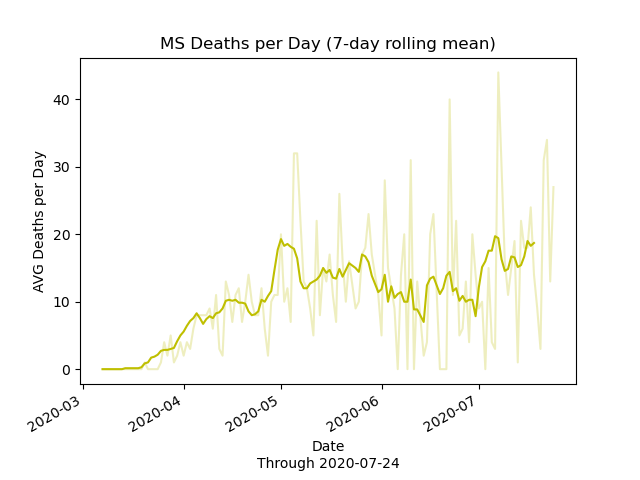 MS Deaths per Day (7-day rolling mean)
AVG Deaths per Day
40
30
20
10
0
2020-03
2020-04
2020-05
2020-06
2020-07
Date
Through 2020-07-24